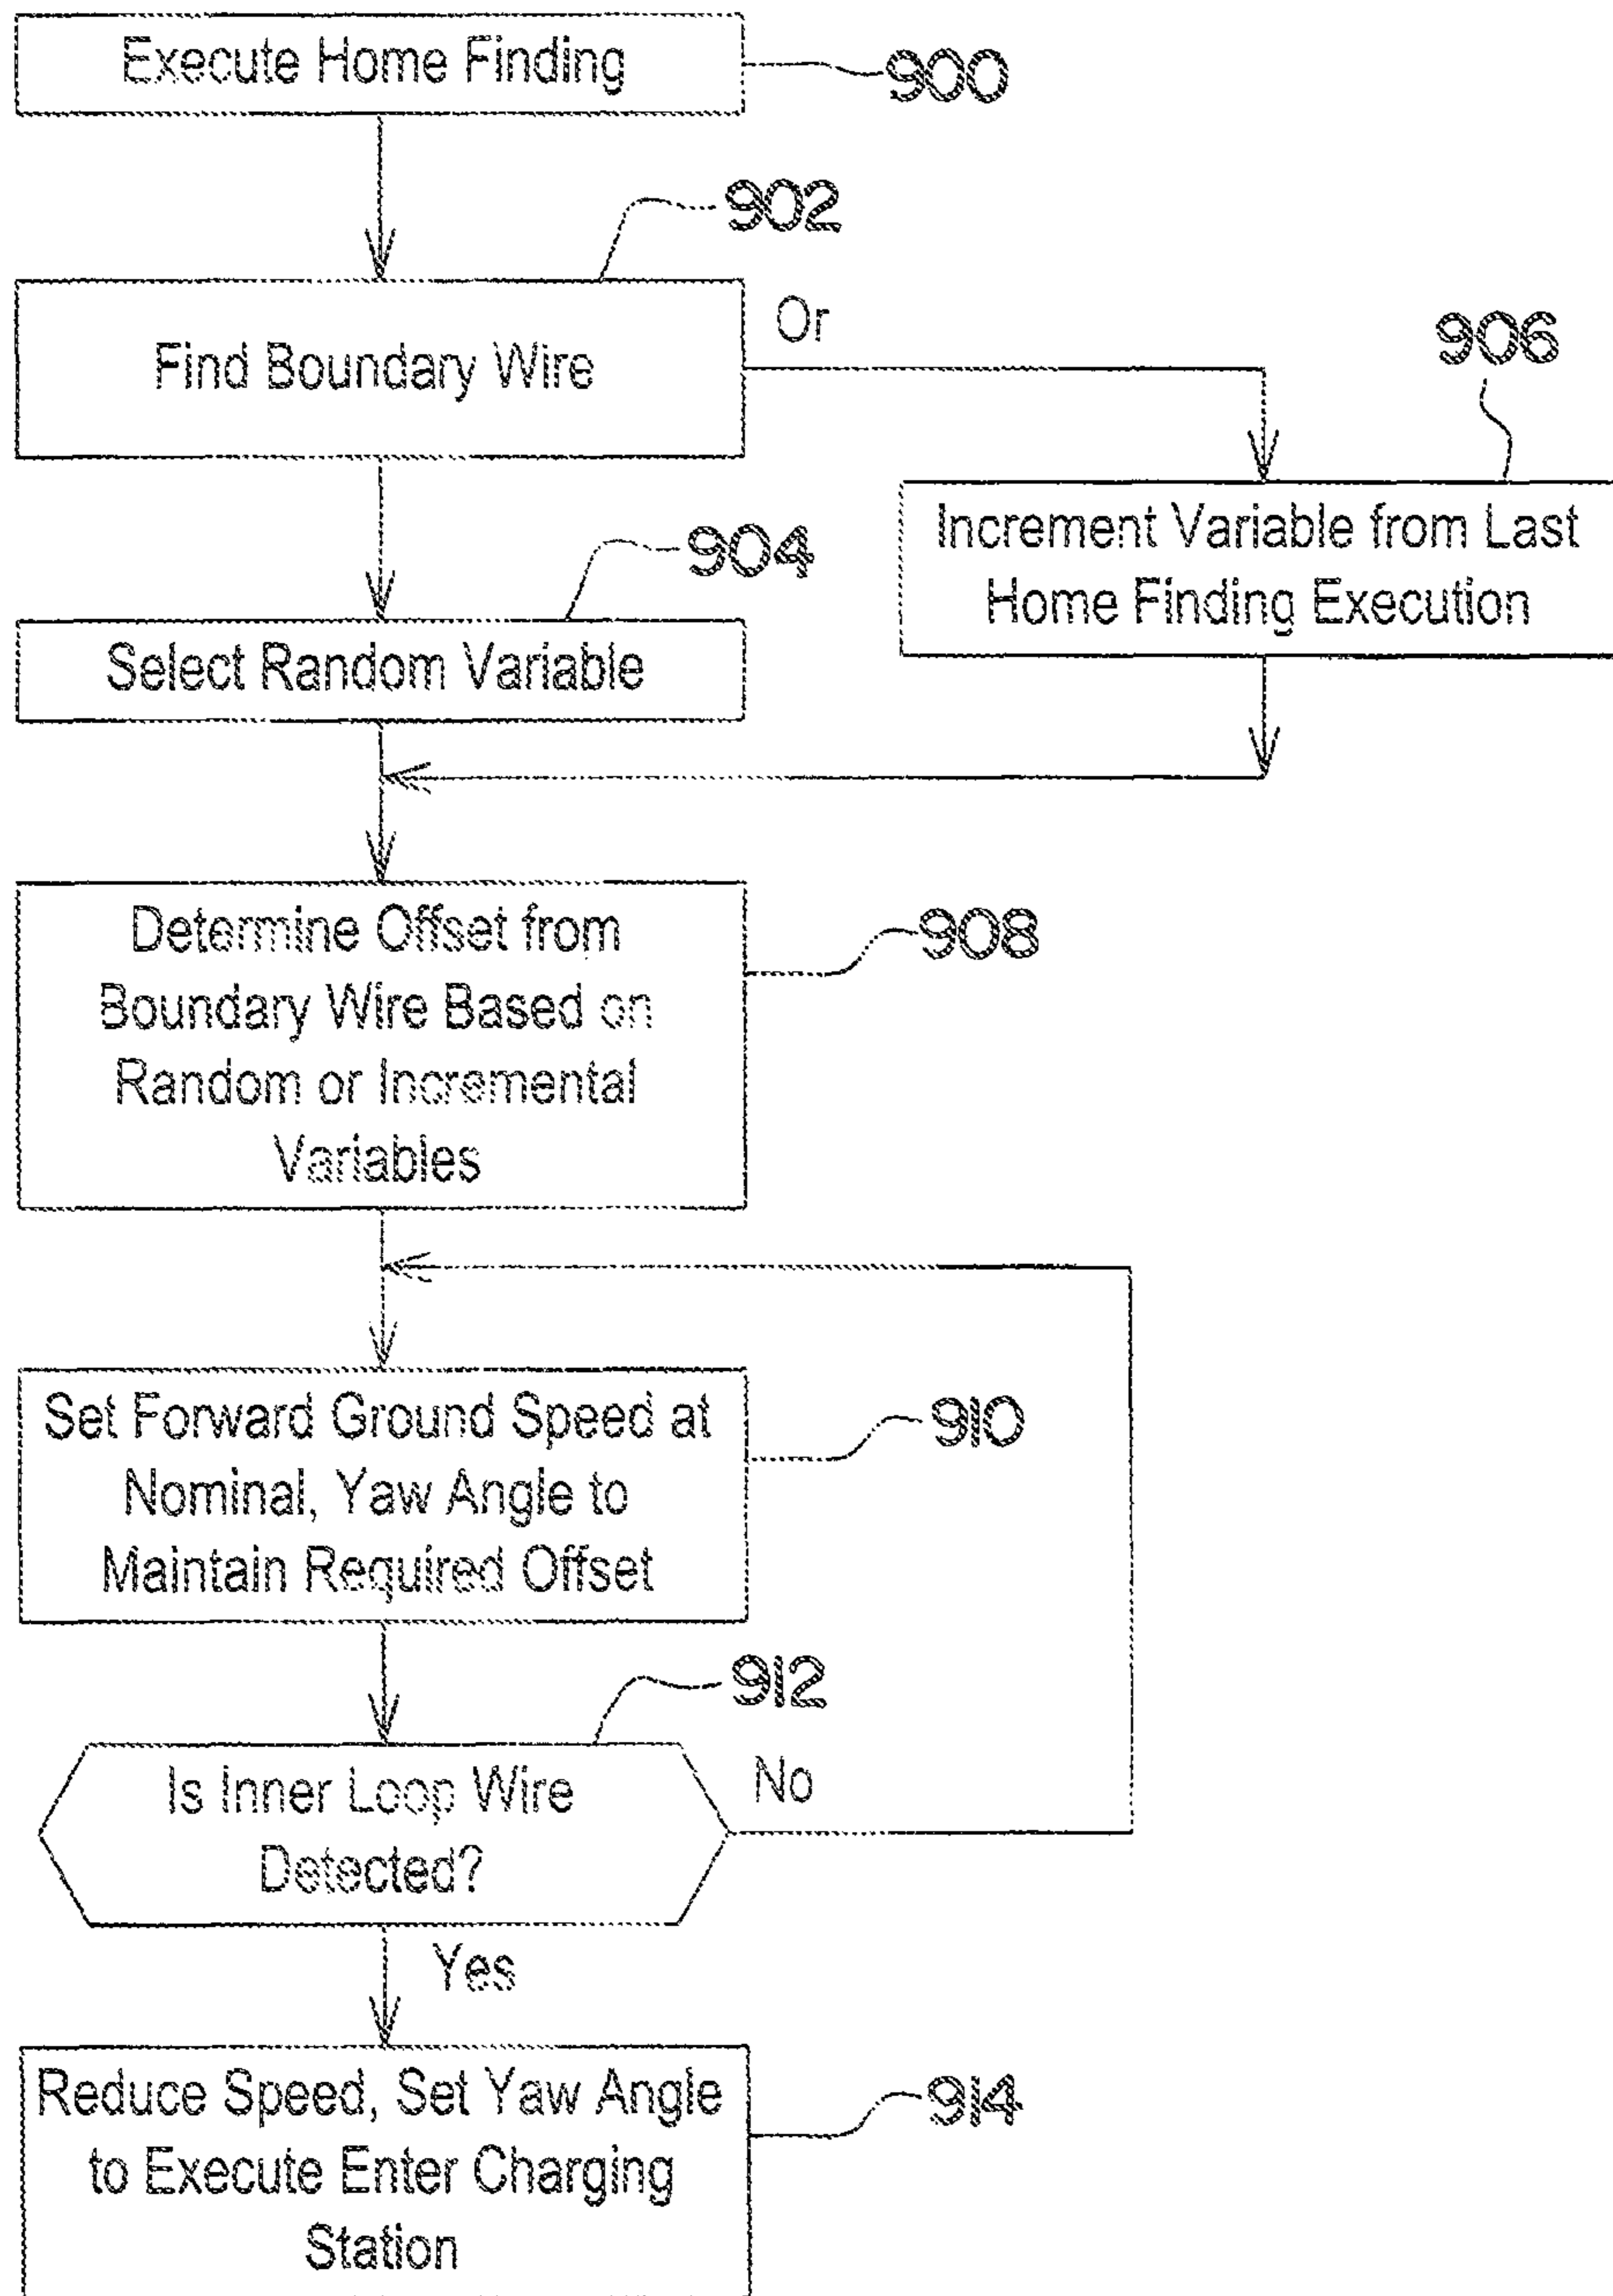 Execute Home Finding
900
902
Find Boundary Wire
Or
906
Increment Variable from Last
Home Finding Execution
904
Select Random Variable
Determine Offset from
Boundary Wire Based on
Random or Incremental
Variables
908
Set Forward Ground Speed at
Nominal, Yaw Angle to
Maintain Required Offset
910
912
Is Inner Loop Wire
Detected?
No
Yes
Reduce Speed, Set Yaw Angle
to Execute Enter Charging
Station
914